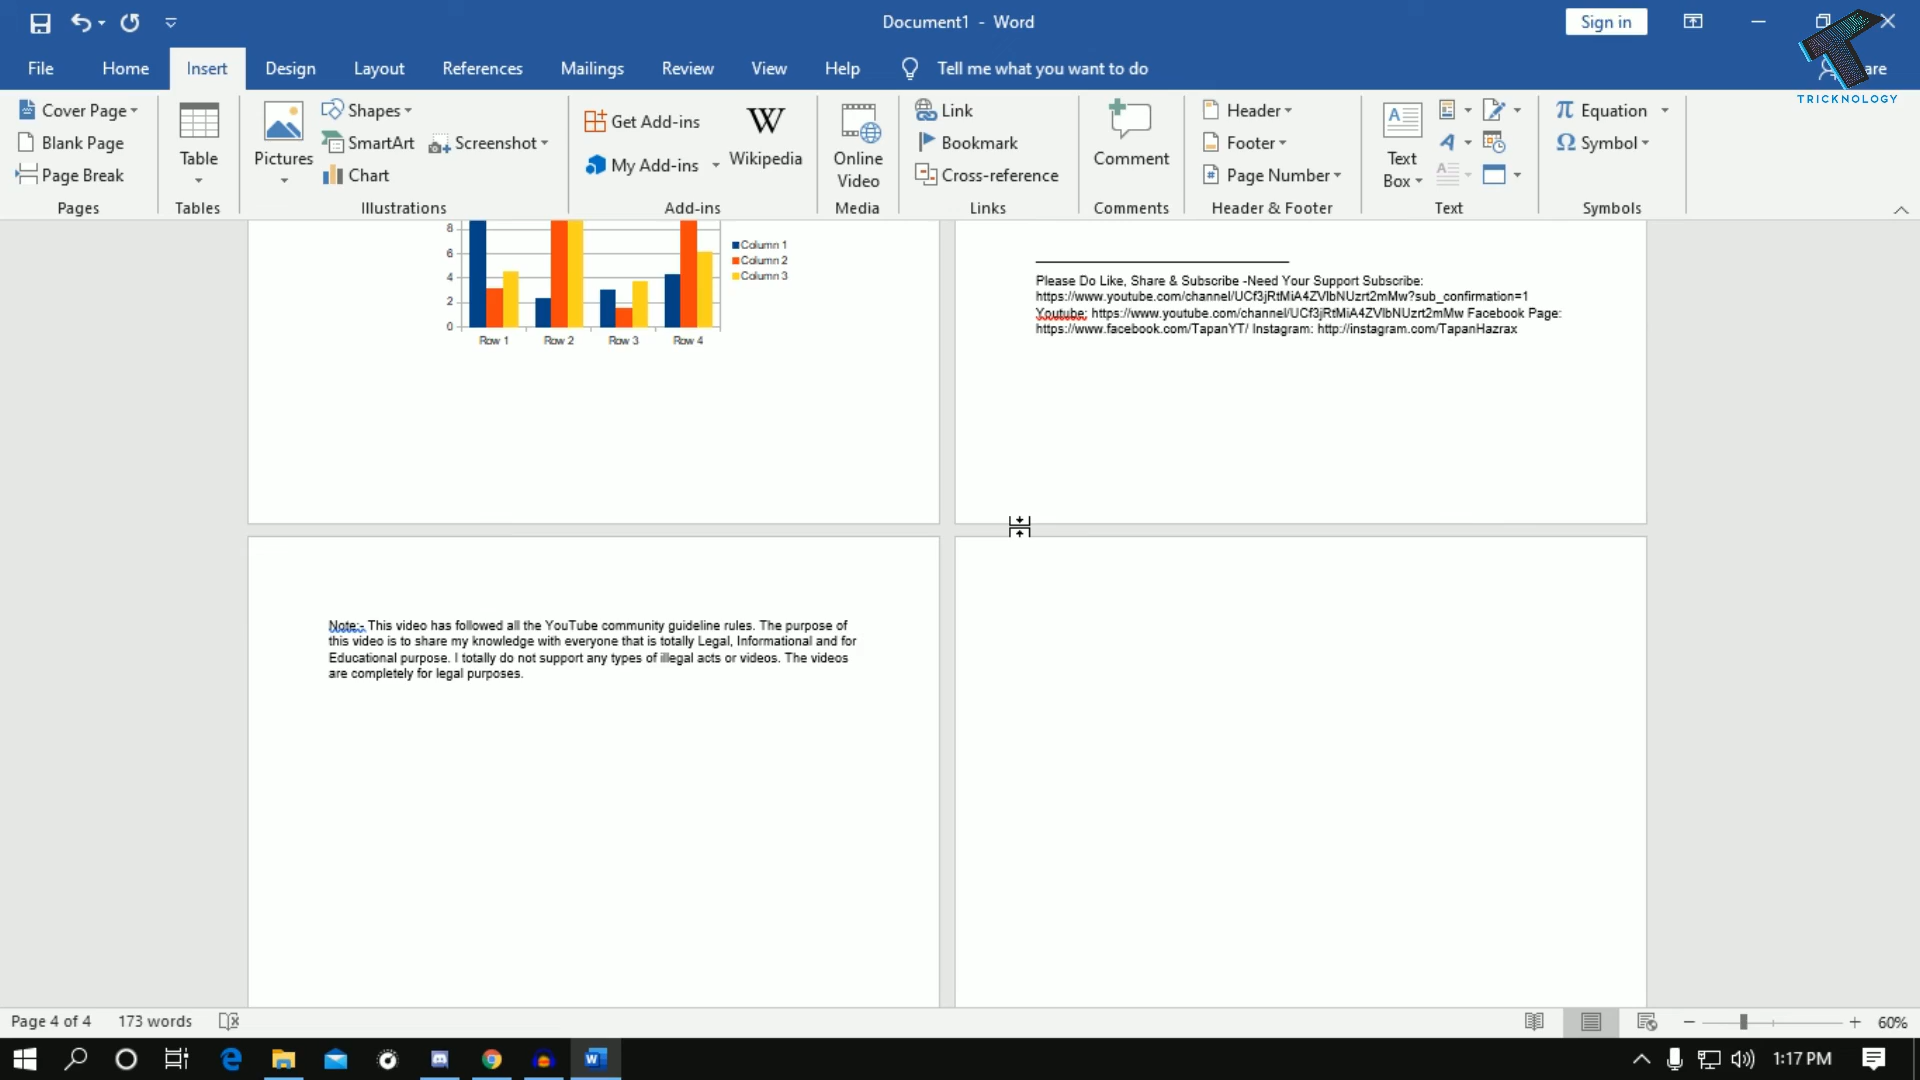 Document1 - Word
Sign in
File Home Insert Design Layout References Mailings Review View Help Tell me what you want to do
TRICKNOLOGY
Cover Page
Blank Page
Page Break
Pages
Table
Tables
Pictures
Shapes
SmartArt
Chart
Screenshot
Illustrations
Get Add-ins
My Add-ins
Wikipedia
Add-ins
Online
Video
Media
Link
Bookmark
Cross-reference
Links
Comment
Comments
Header
Footer
Page Number
Header & Footer
Text
Box
Text
Equation
Symbol
Symbols
8
6
4
2
0
Row 1 Row 2 Row 3 Row 4
Column 1
Column 2
Column 3
Please Do Like, Share & Subscribe -Need Your Support Subscribe:
https://www.youtube.com/channel/UCf3jRtMiA4ZVlbNUzrt2mMw?sub_confirmation=1
Youtube: https://www.youtube.com/channel/UCf3jRtMiA4ZVlbNUzrt2mMw Facebook Page:
https://www.facebook.com/TapanYT/ Instagram: http://instagram.com/TapanHazrax
Note:- This video has followed all the YouTube community guideline rules. The purpose of
this video is to share my knowledge with everyone that is totally Legal, Informational and for
Educational purpose. I totally do not support any types of illegal acts or videos. The videos
are completely for legal purposes.
Page 4 of 4 173 words
60%
1:17 PM